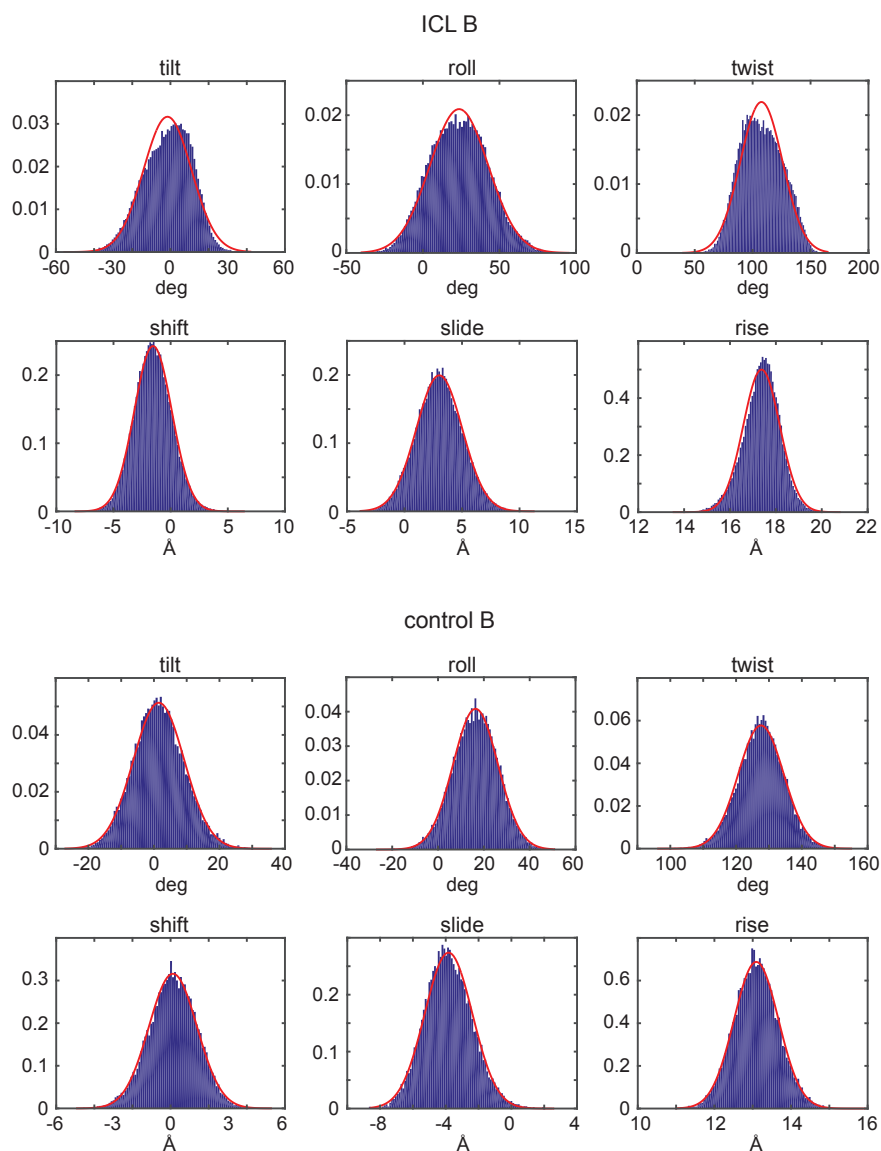 ICL B
tilt roll twist
0.03 0.02 0.02
0.02
0.01 0.01 0.01
0 0 0
-60 -30 0 30 60 -50 0 50 100 0 50 100 150 200
deg deg deg
shift slide rise
0.2 0.2 0.4
0.1 0.1 0.2
0 0 0
-10 -5 0 5 10 -5 0 5 10 15 12 14 16 18 20 22
Å Å Å
control B
tilt roll twist
0.04 0.04 0.06
0.03 0.04
0.02 0.02 0.02
0.01
0 0 0
-20 0 20 40 -40 -20 0 20 40 60 100 120 140 160
deg deg deg
shift slide rise
0.3 0.2 0.6
0.2 0.4
0.1 0.1 0.2
0 0 0
-6 -3 0 3 6 -8 -4 0 4 10 12 14 16
Å Å Å